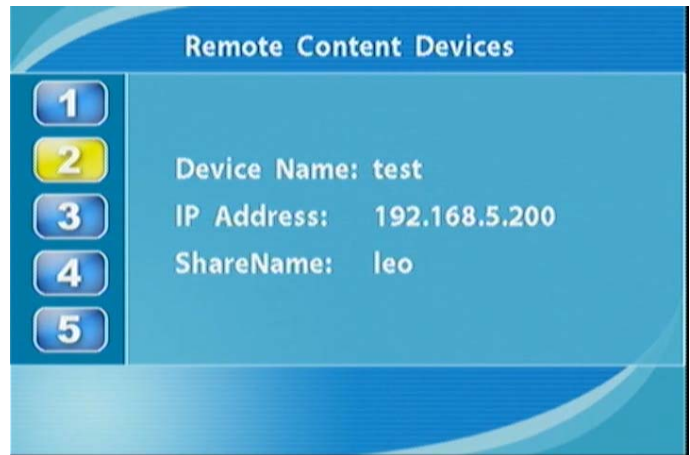 Remote Content Devices
1
2
Device Name: test
IP Address: 192.168.5.200
3
ShareName: leo
4
5